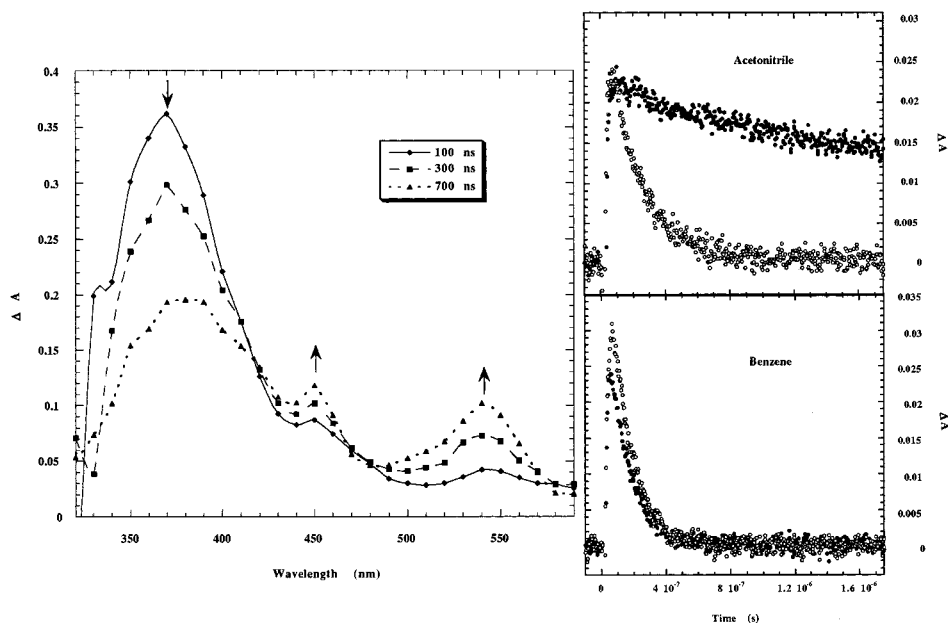 0.4
0.35
0.3
0.25
0.2
0.15
0.1
0.05
0
Δ A
350 400 450 500 550
Wavelength (nm)
100 ns
300 ns
700 ns
Acetonitrile
0.03
0.025
0.02
0.015
0.01
0.005
0
Δ A
Benzene
0.035
0.03
0.025
0.02
0.015
0.01
0.005
0
Δ A
0 4 10⁻⁷ 8 10⁻⁷ 1.2 10⁻⁶ 1.6 10⁻⁶
Time (s)